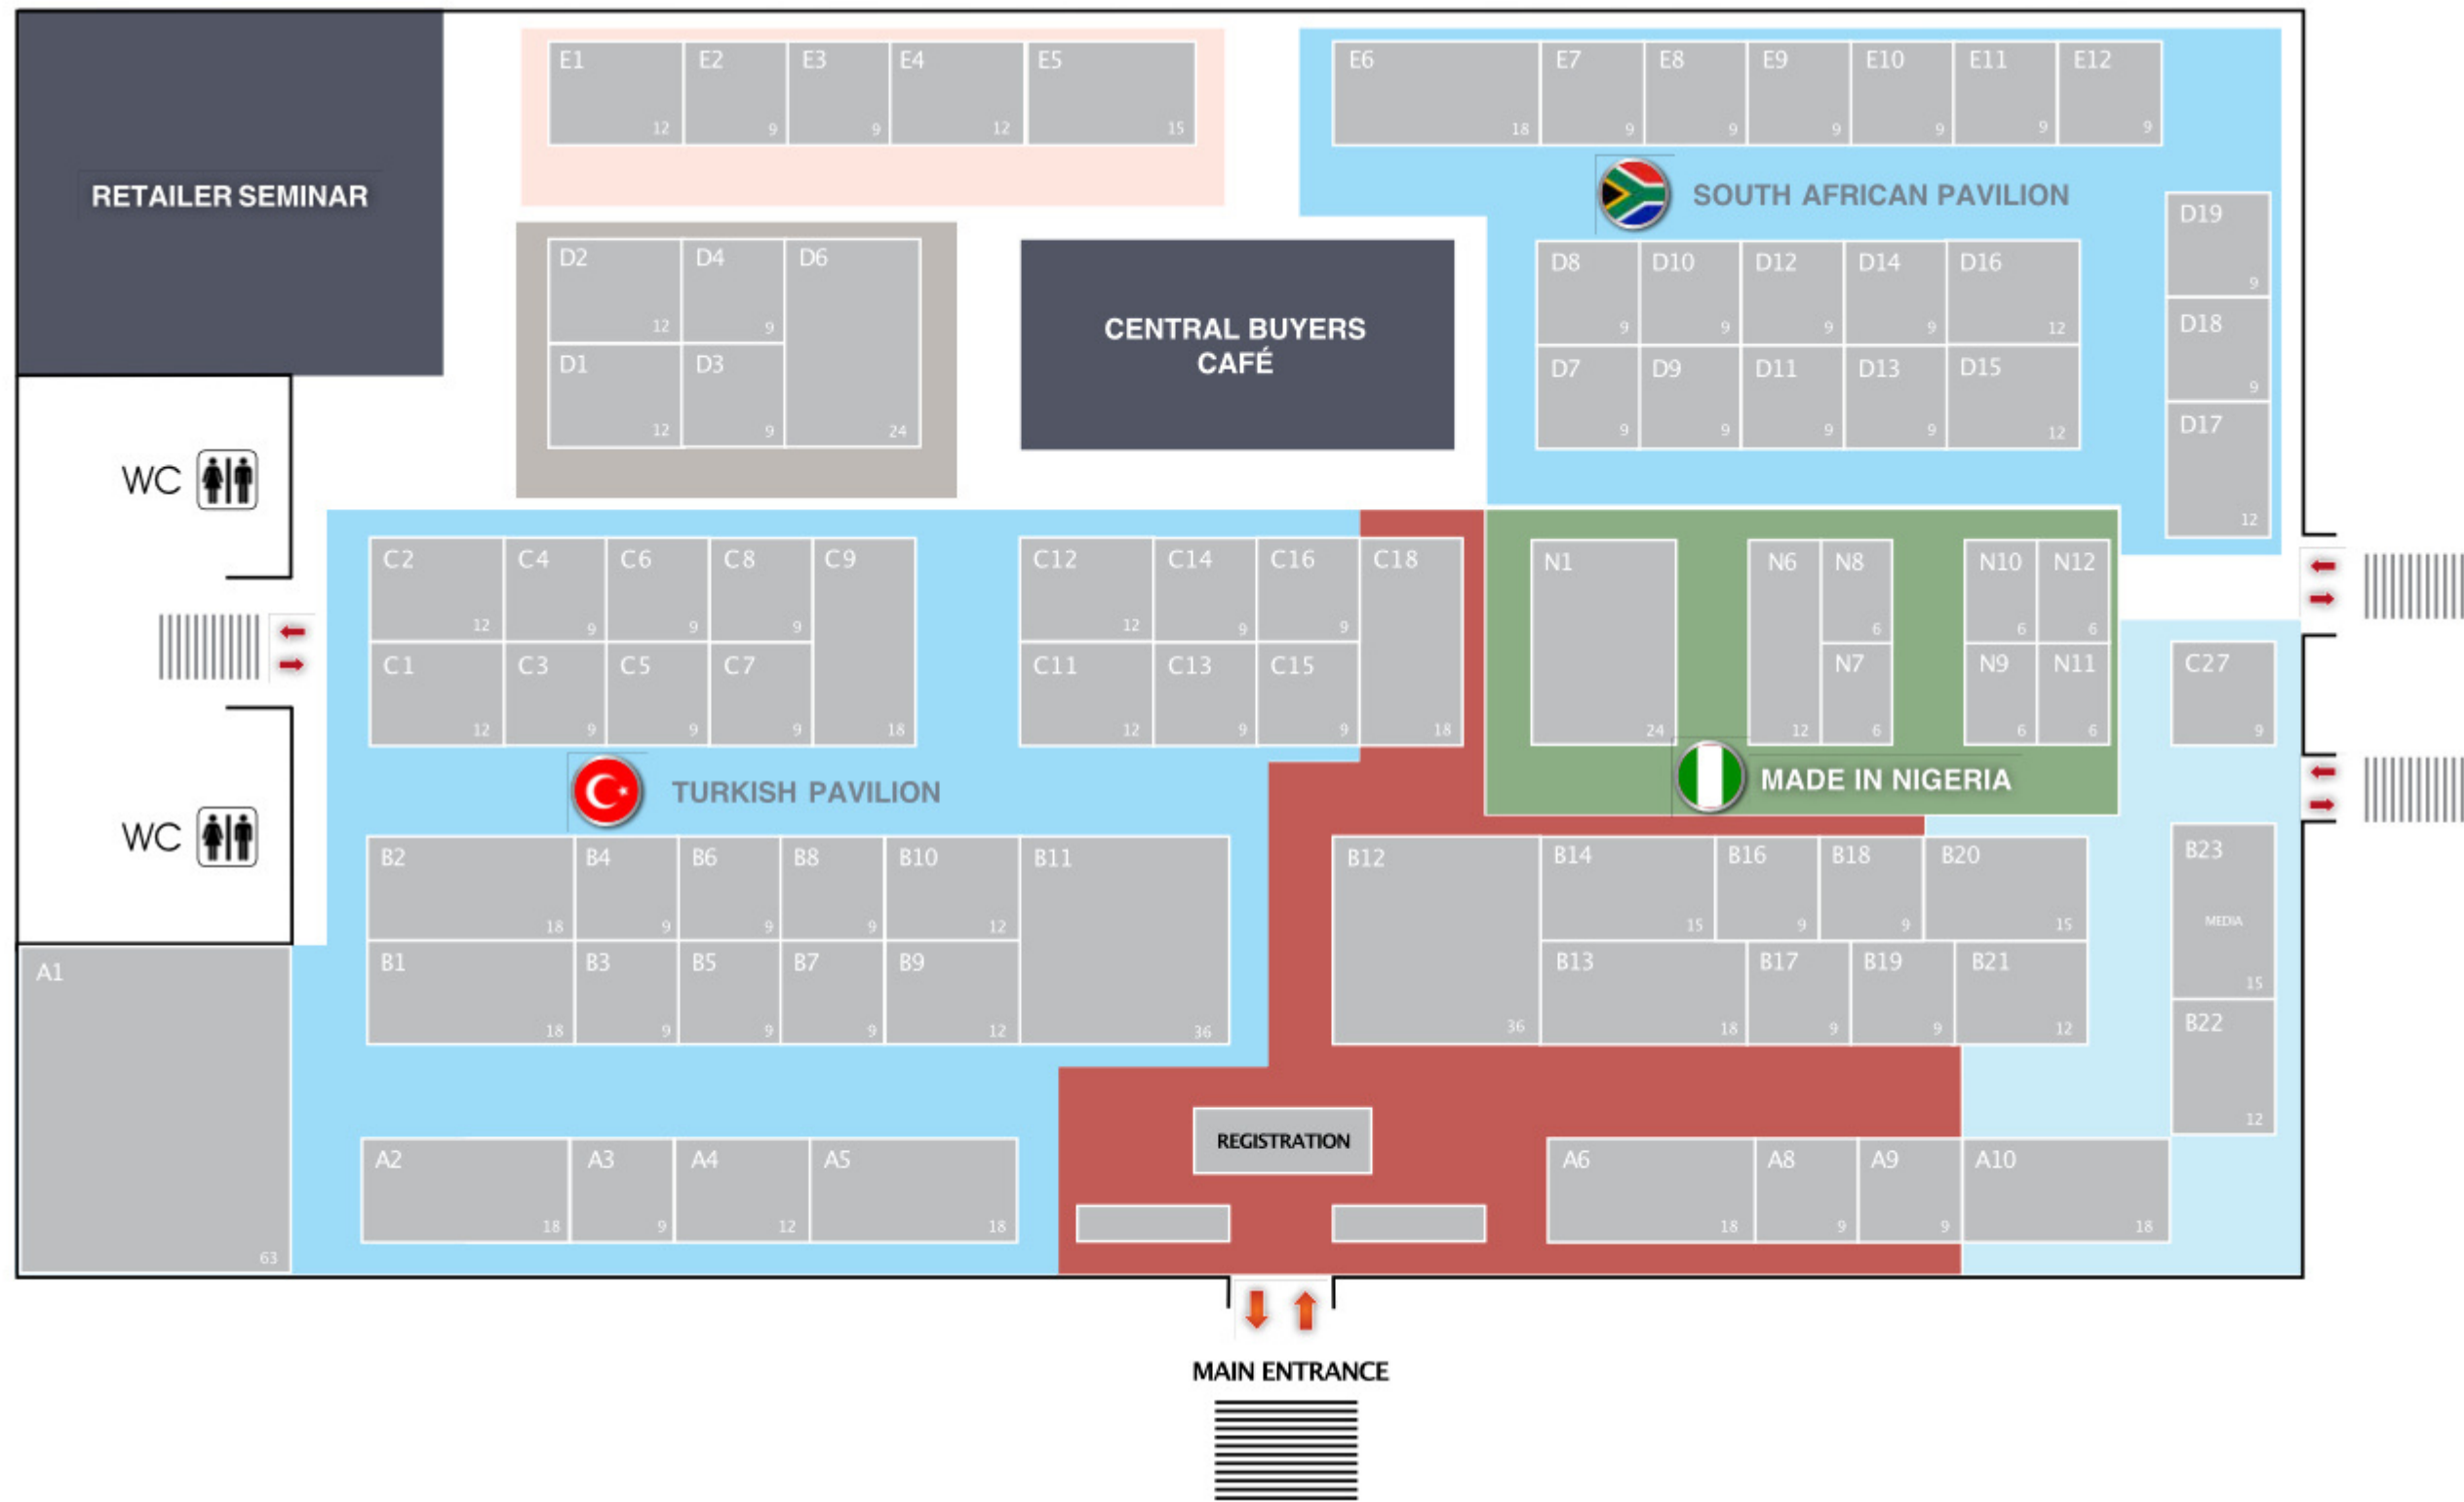 E1 12
E2 9
E3 9
E4 12
E5 15
E6 18
E7 9
E8 9
E9 9
E10 9
E11 9
E12 9
RETAILER SEMINAR
SOUTH AFRICAN PAVILION
D19 9
D18 9
D17 12
D2 12
D4 9
D6 24
D1 12
D3 9
CENTRAL BUYERS
CAFÉ
D8 9
D10 9
D12 9
D14 9
D16 12
D7 9
D9 9
D11 9
D13 9
D15 12
WC
C2 12
C4 9
C6 9
C8 9
C9 18
C1 12
C3 9
C5 9
C7 9
C12 12
C14 9
C16 9
C18 18
C11 12
C13 9
C15 9
N1 24
N6 12
N8 6
N7 6
N10 6
N12 6
N9 6
N11 6
C27 9
TURKISH PAVILION
MADE IN NIGERIA
WC
B2 18
B4 9
B6 9
B8 9
B10 12
B11 36
B1 18
B3 9
B5 9
B7 9
B9 12
B12 36
B14 15
B16 9
B18 9
B20 15
B13 18
B17 9
B19 9
B21 12
B23
MEDIA
15
B22 12
A1 63
A2 18
A3 9
A4 12
A5 18
REGISTRATION
A6 18
A8 9
A9 9
A10 18
MAIN ENTRANCE